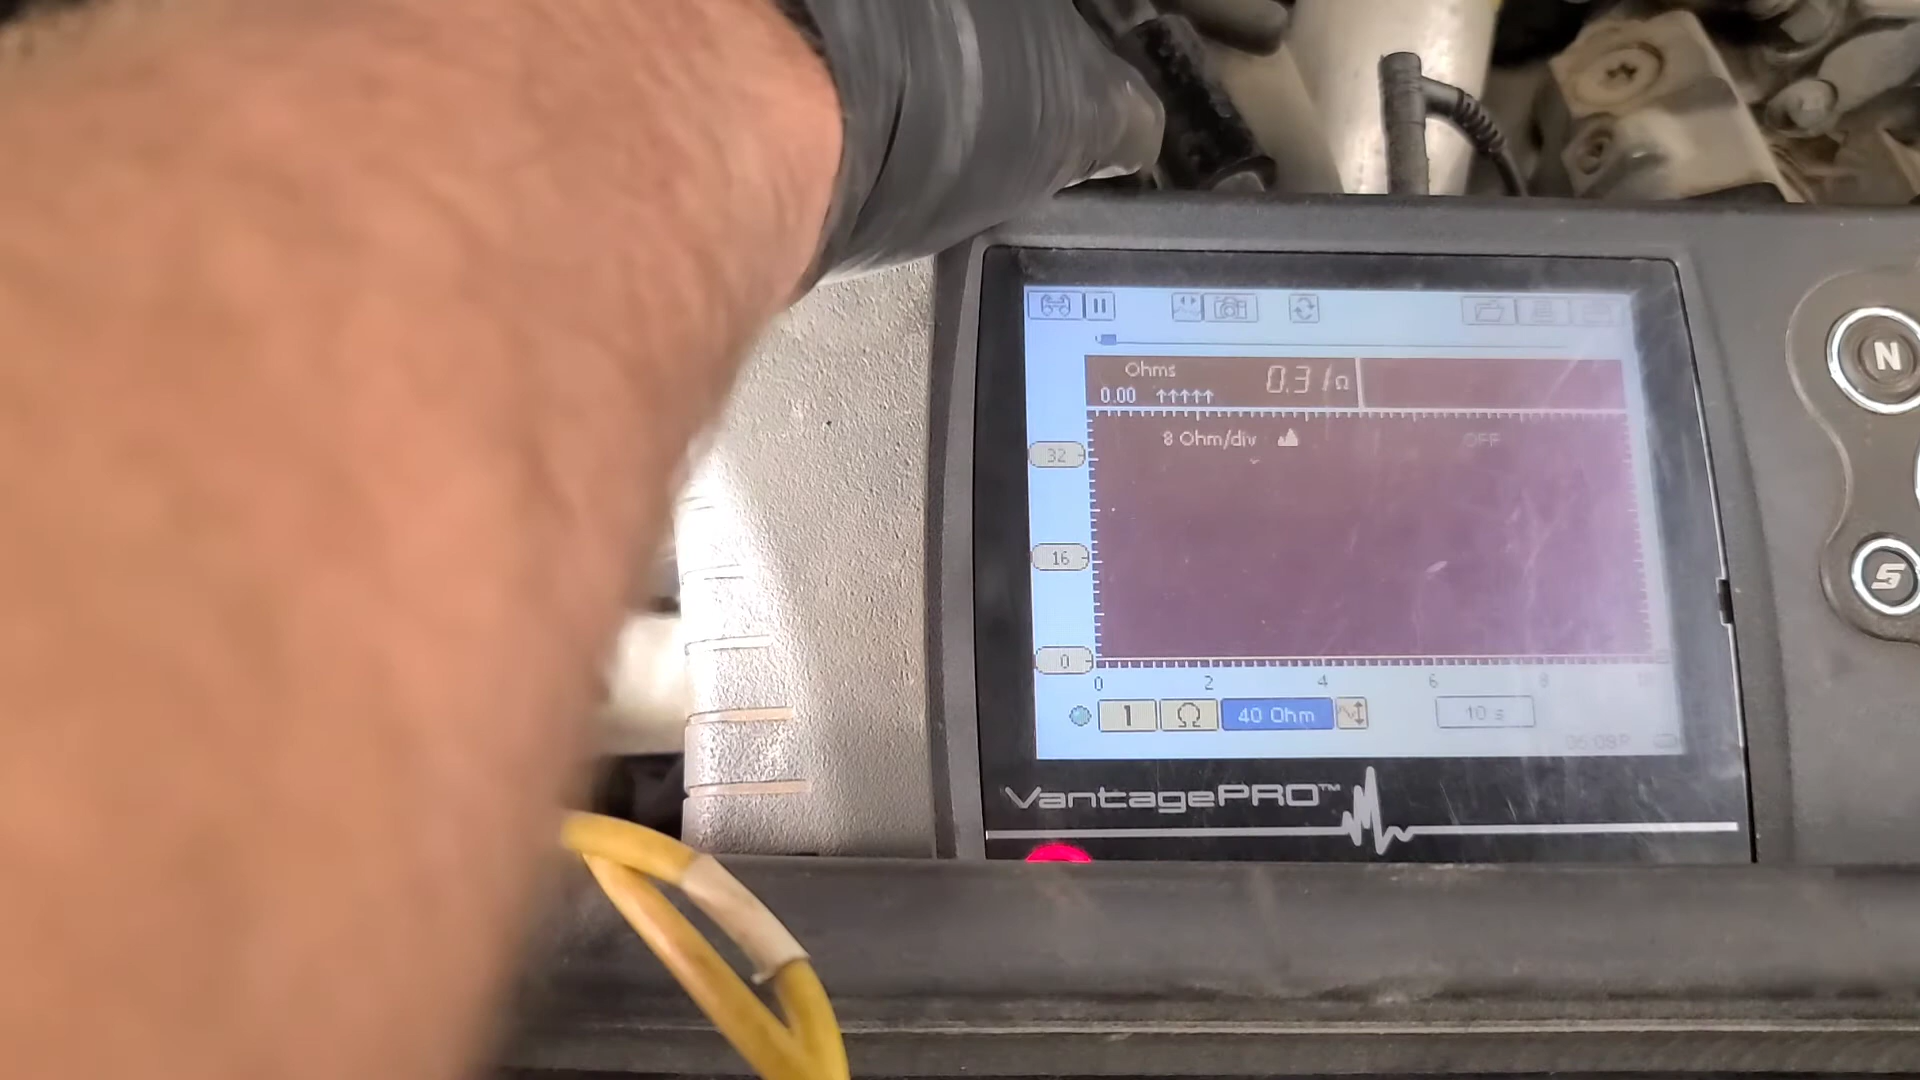 Ohms
0.31Ω
0.00 ↑↑↑↑↑
8 Ohm/div
OFF
32
16
0
0 2 4 6 8 10
1 Ω 40 Ohm 10 s
VantagePRO™
N
S